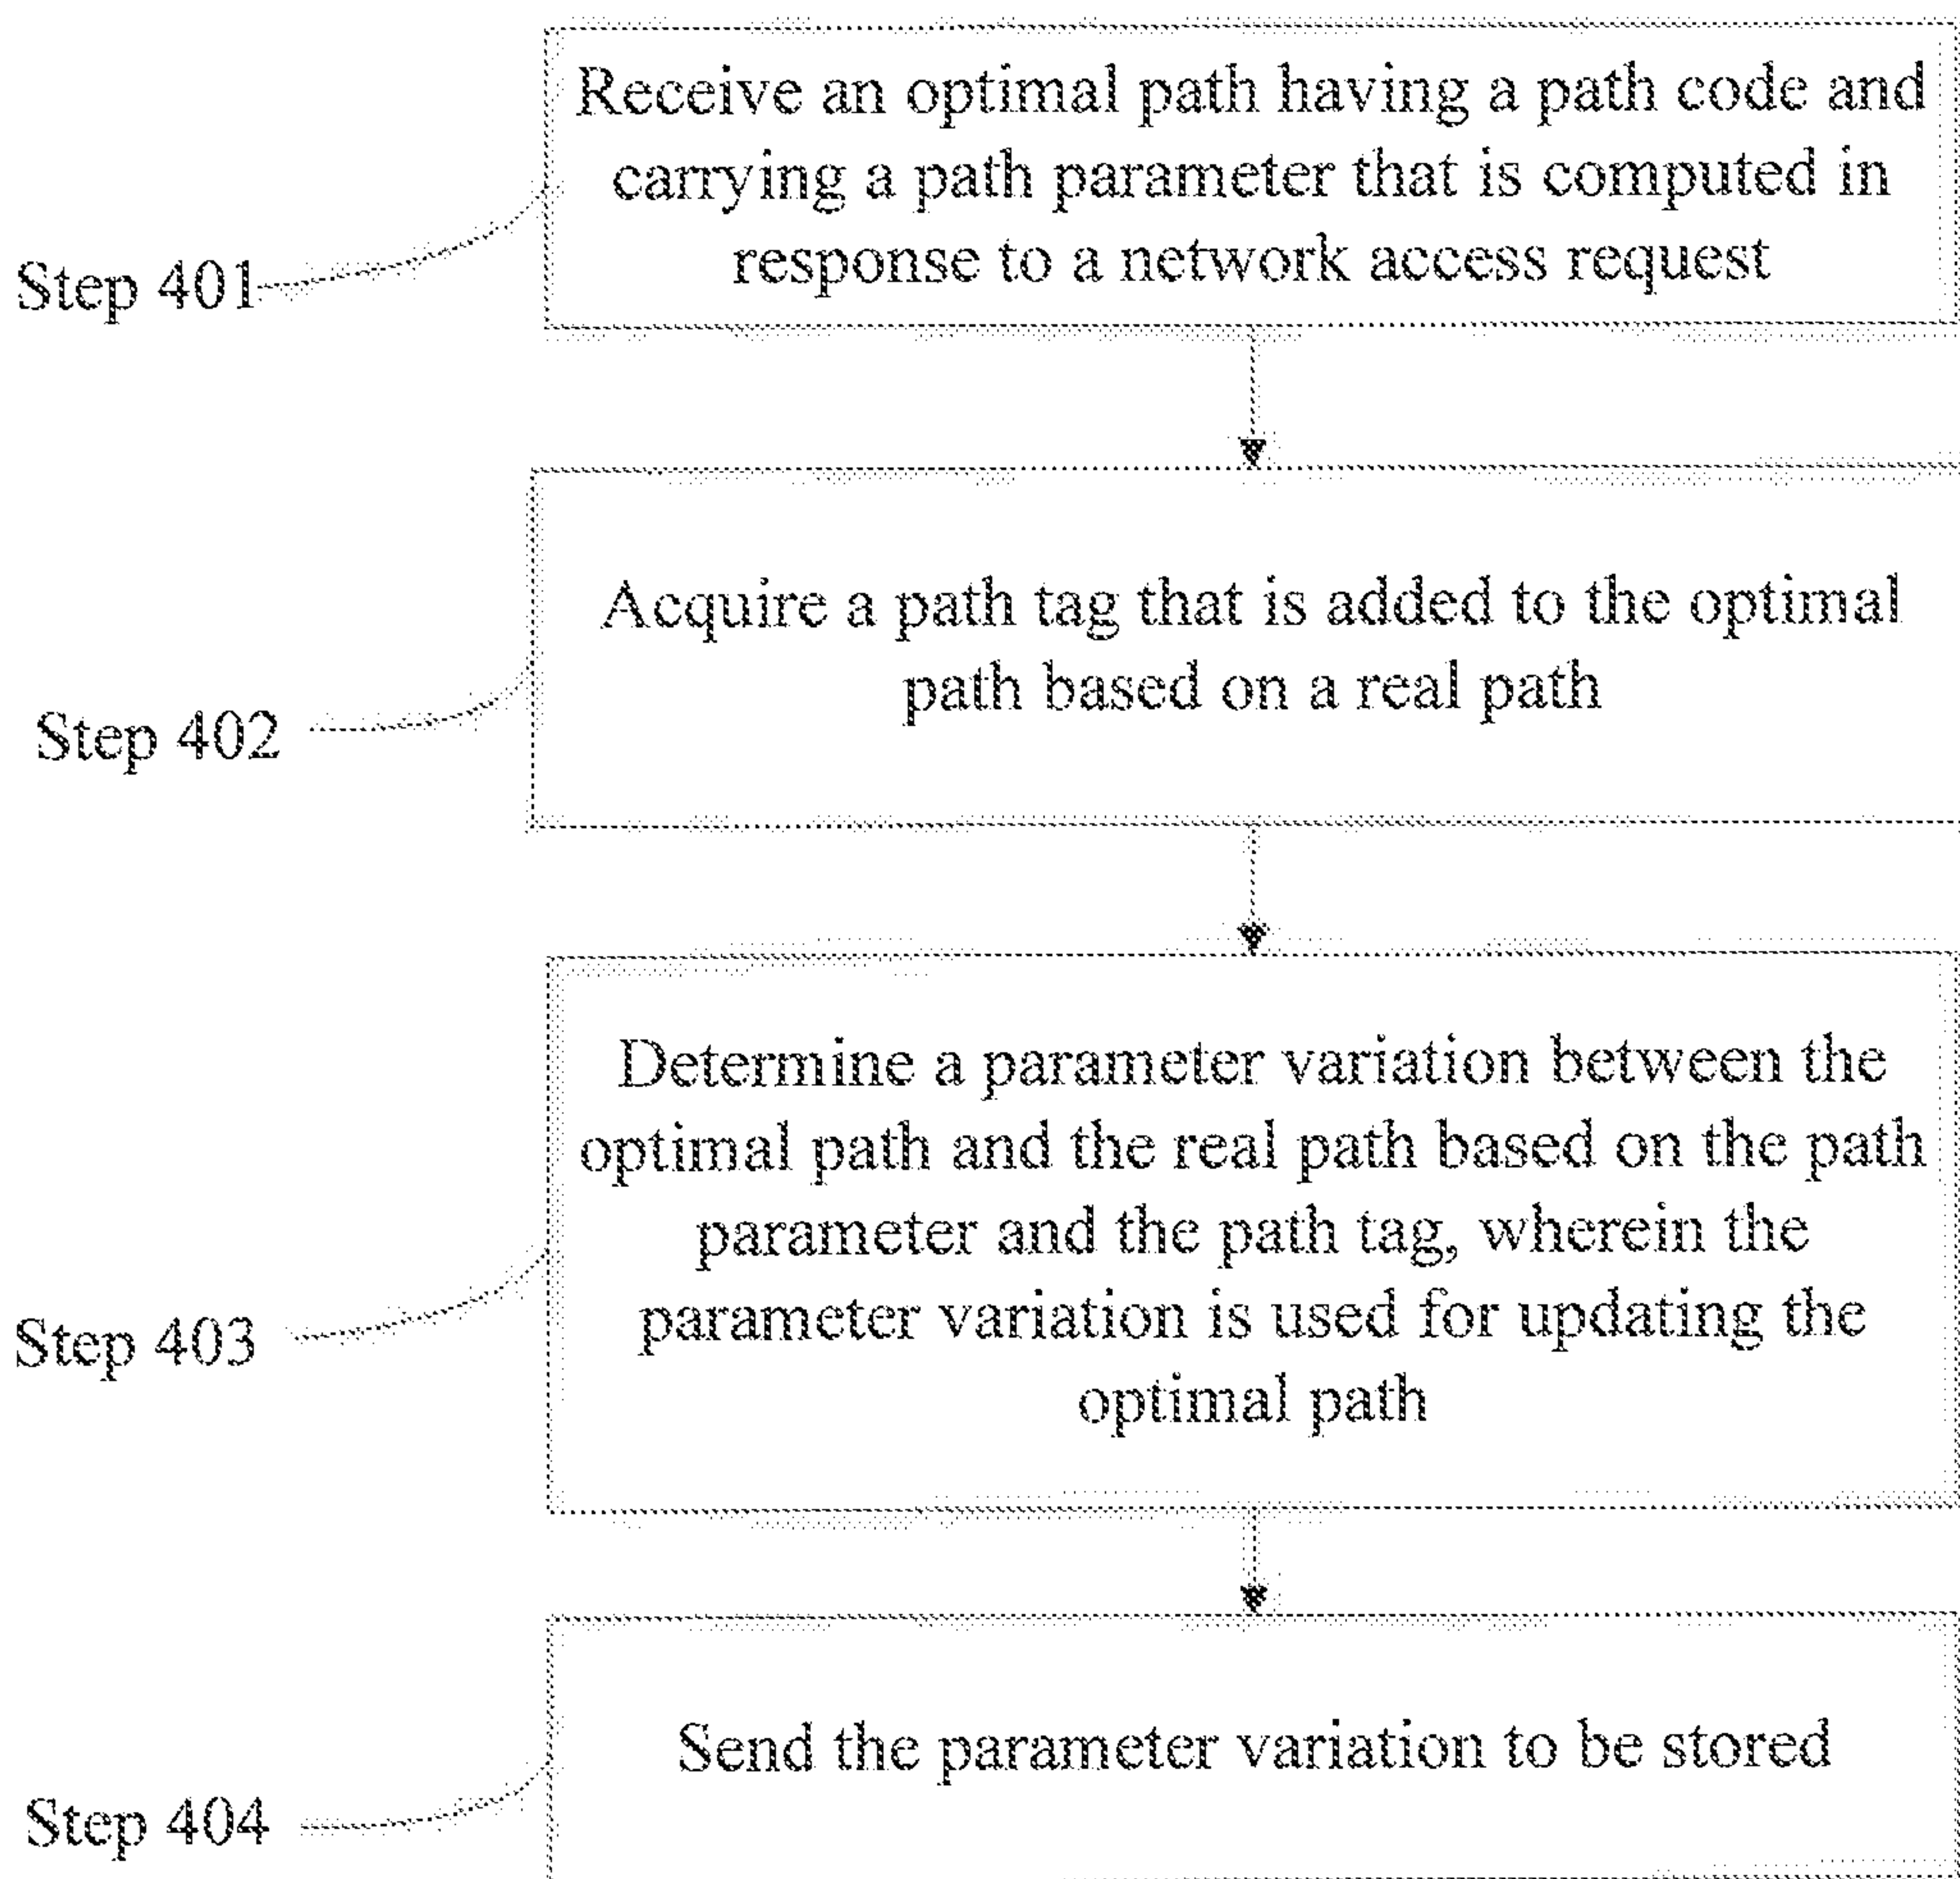 Receive an optimal path having a path code and
carrying a path parameter that is computed in
response to a network access request
Step 401
Acquire a path tag that is added to the optimal
path based on a real path
Step 402
Determine a parameter variation between the
optimal path and the real path based on the path
parameter and the path tag, wherein the
parameter variation is used for updating the
optimal path
Step 403
Send the parameter variation to be stored
Step 404